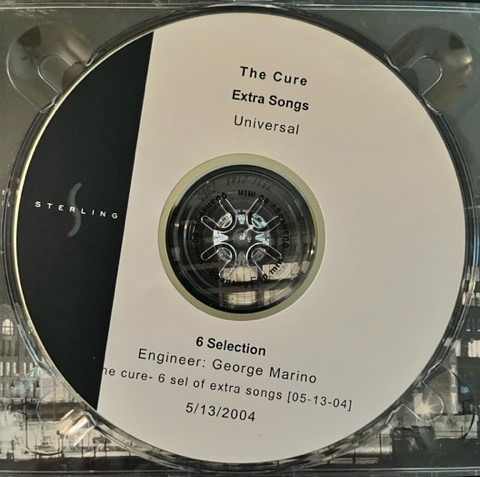 The Cure
Extra Songs
Universal
STERLING
6 Selection
Engineer: George Marino
he cure- 6 sel of extra songs [05-13-04]
5/13/2004